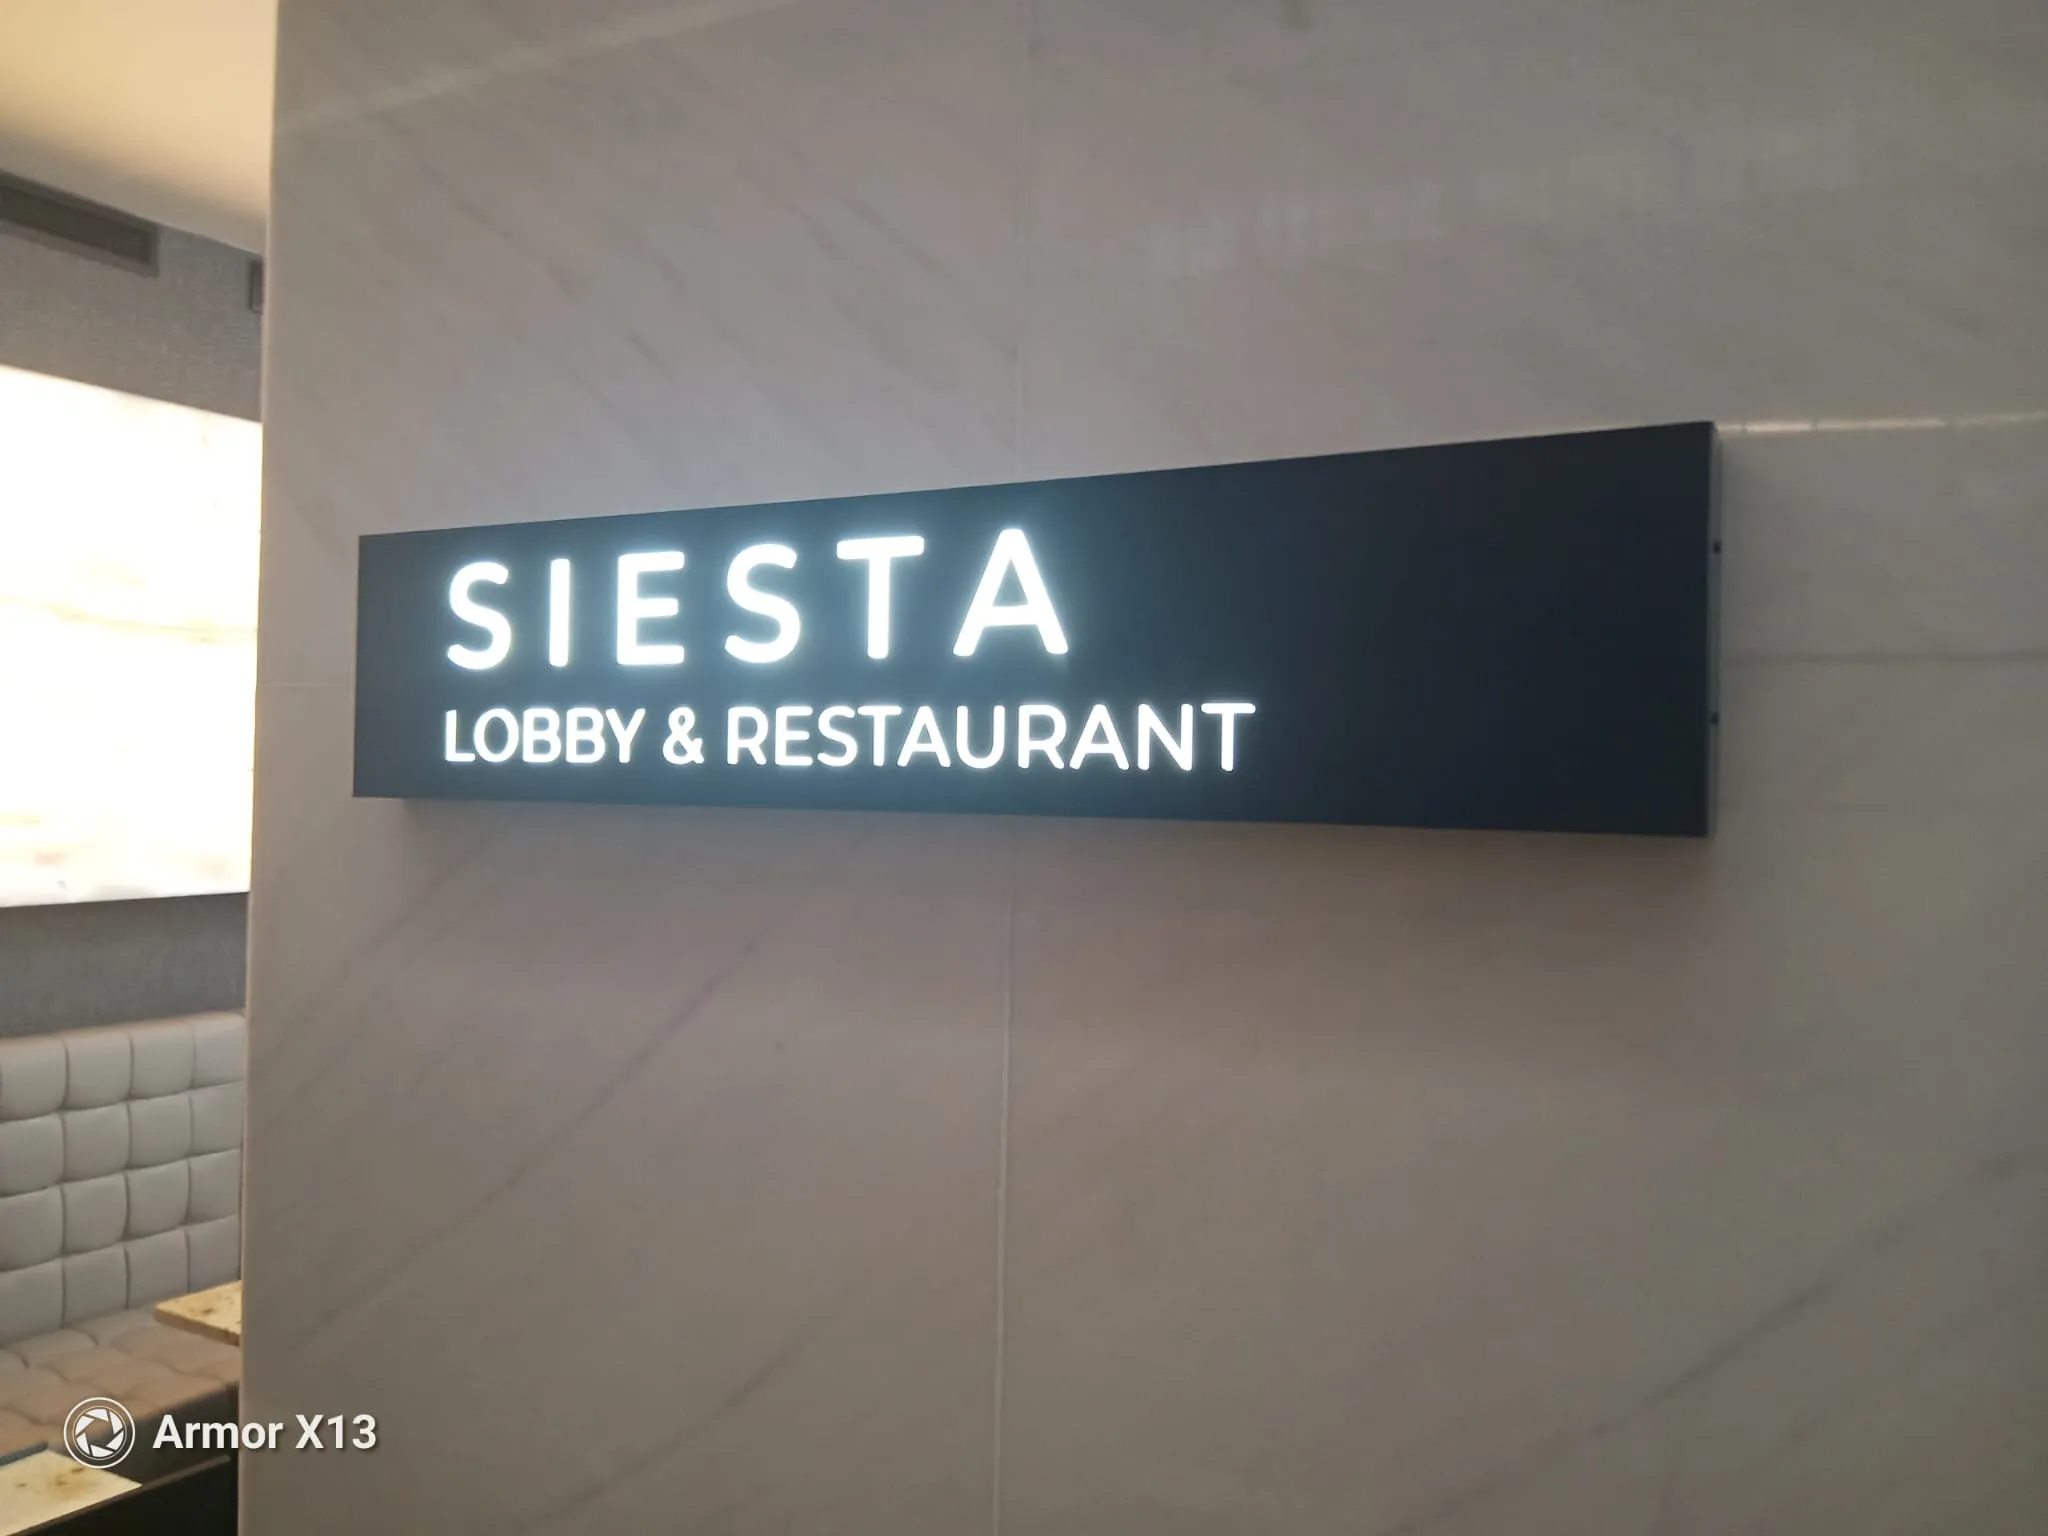 SIESTA
LOBBY & RESTAURANT
Armor X13